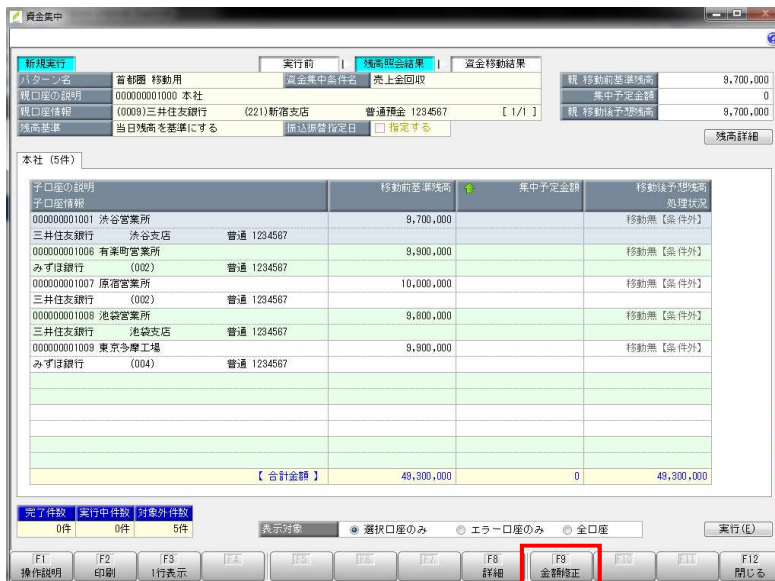 資金集中
新規実行 実行前 | 残高照会結果 | 資金移動結果
パターン名 首都圏 移動用 資金集中条件名 売上金回収 親 移動前基準残高 9,700,000
親口座の説明 000000001000 本社 集中予定金額 0
親口座情報 (0009)三井住友銀行 (221)新宿支店 普通預金 1234567 [ 1/1 ] 親 移動後予想残高 9,700,000
残高基準 当日残高を基準にする 振込振替指定日 指定する
残高詳細
本社 (5件)
子口座の説明 移動前基準残高 集中予定金額 移動後予想残高
子口座情報 処理状況
000000001001 渋谷営業所 9,700,000 移動無【条件外】
三井住友銀行 渋谷支店 普通 1234567
000000001006 有楽町営業所 9,900,000 移動無【条件外】
みずほ銀行 (002) 普通 1234567
000000001007 原宿営業所 10,000,000 移動無【条件外】
三井住友銀行 (002) 普通 1234567
000000001008 池袋営業所 9,800,000 移動無【条件外】
三井住友銀行 池袋支店 普通 1234567
000000001009 東京多摩工場 9,900,000 移動無【条件外】
みずほ銀行 (004) 普通 1234567
【 合計金額 】 49,300,000 0 49,300,000
完了件数 実行中件数 対象外件数
0件 0件 5件 表示対象 選択口座のみ エラー口座のみ 全口座 実行(E)
F1 F2 F3 F4 F5 F6 F7 F8 F9 F10 F11 F12
操作説明 印刷 1行表示 詳細 金額修正 閉じる